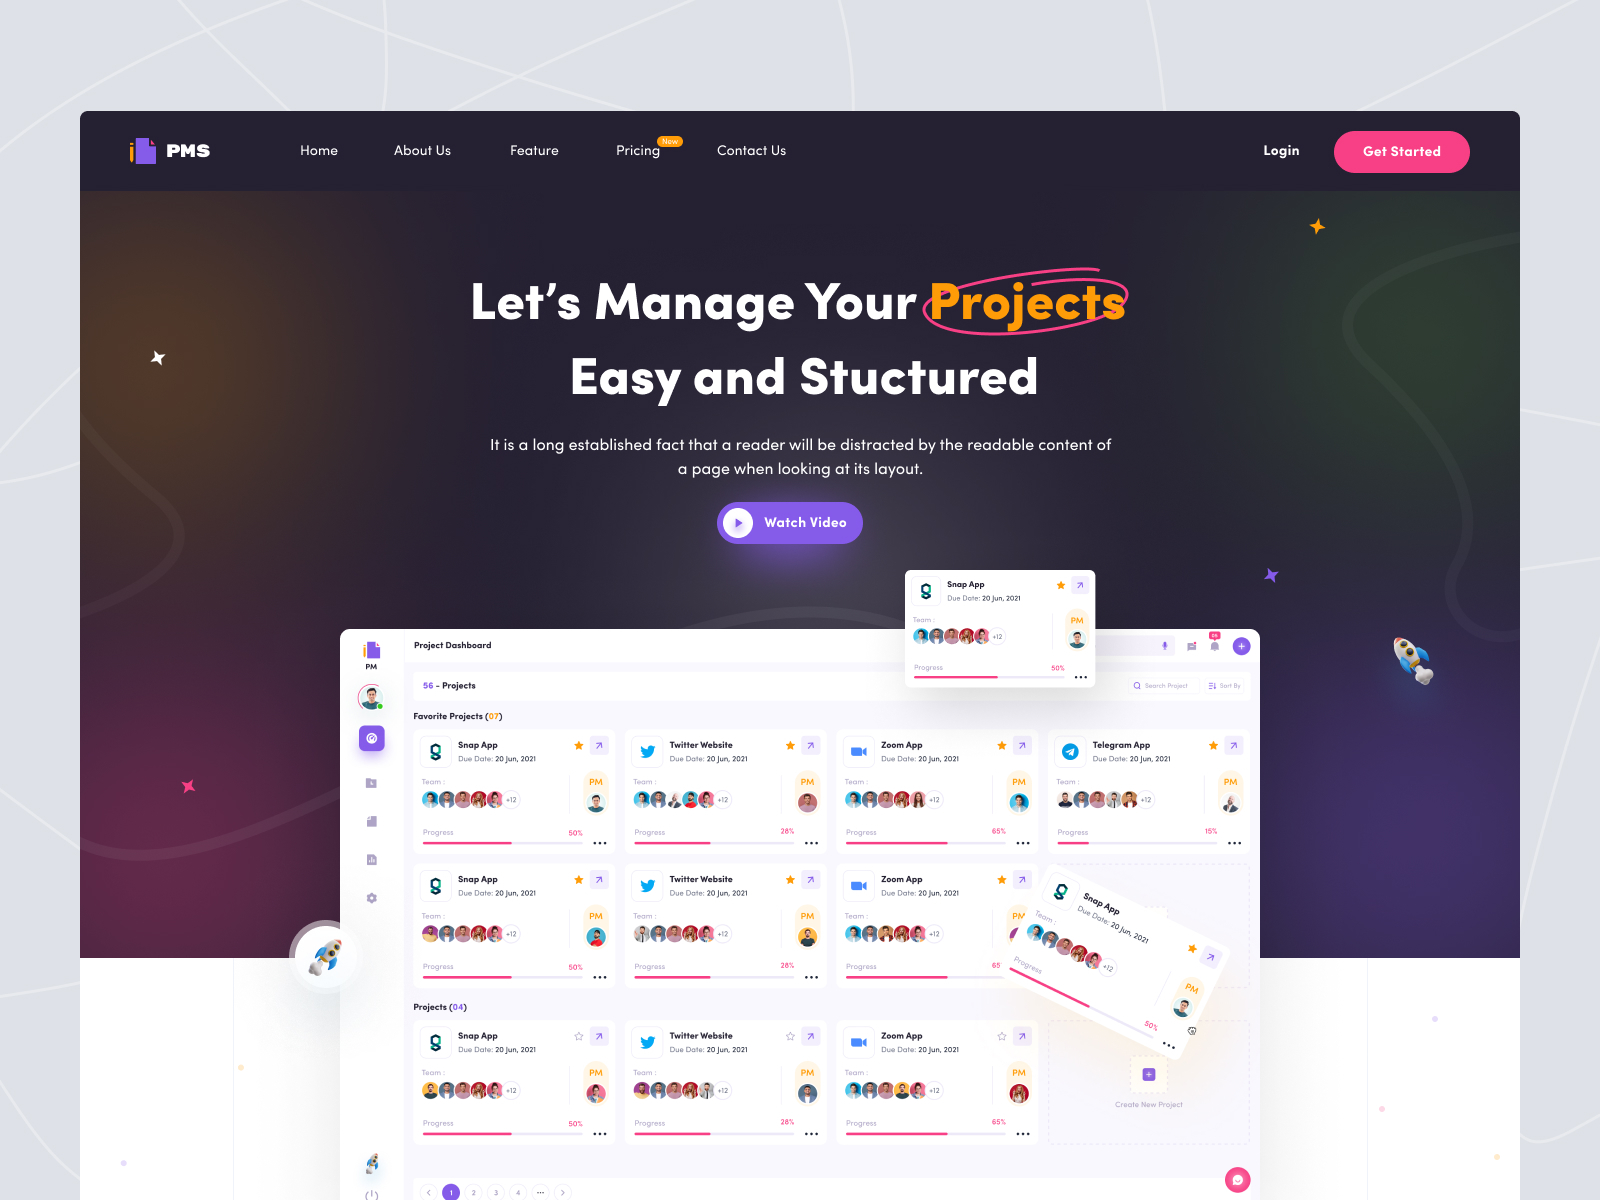 PMS
Home
About Us
Feature
Pricing
New
Contact Us
Login
Get Started
Let's Manage Your Projects
Easy and Stuctured
It is a long established fact that a reader will be distracted by the readable content of
a page when looking at its layout.
Watch Video
Snap App
Due Date: 20 Jun, 2021
Team :
+12
PM
Progress
50%
PM
Project Dashboard
56 - Projects
Search Project
Sort By
Favorite Projects (07)
Snap App
Due Date: 20 Jun, 2021
Team :
+12
PM
Progress
50%
Twitter Website
Due Date: 20 Jun, 2021
Team :
+12
PM
Progress
28%
Zoom App
Due Date: 20 Jun, 2021
Team :
+12
PM
Progress
65%
Telegram App
Due Date: 20 Jun, 2021
Team :
+12
PM
Progress
15%
Snap App
Due Date: 20 Jun, 2021
Team :
+12
PM
Progress
50%
Twitter Website
Due Date: 20 Jun, 2021
Team :
+12
PM
Progress
28%
Zoom App
Due Date: 20 Jun, 2021
Team :
+12
PM
Progress
65
Snap App
Due Date: 20 Jun, 2021
Team :
+12
PM
Progress
50%
Projects (04)
Snap App
Due Date: 20 Jun, 2021
Team :
+12
PM
Progress
50%
Twitter Website
Due Date: 20 Jun, 2021
Team :
+12
PM
Progress
28%
Zoom App
Due Date: 20 Jun, 2021
Team :
+12
PM
Progress
65%
Create New Project
1 2 3 4 ...